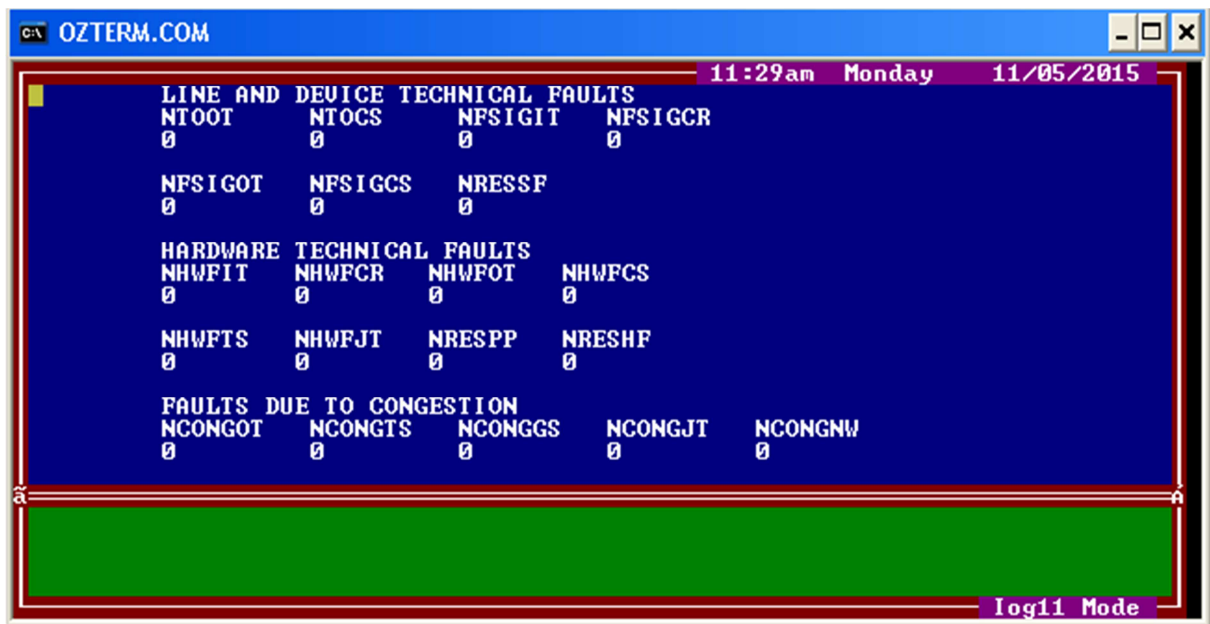 OZTERM.COM
11:29am Monday 11/05/2015
LINE AND DEVICE TECHNICAL FAULTS
NTOOT NTOCS NFSIGIT NFSIGCR
0 0 0 0
NFSIGOT NFSIGCS NRESSF
0 0 0
HARDWARE TECHNICAL FAULTS
NHWFIT NHWFCR NHWFOT NHWFCS
0 0 0 0
NHWFTS NHWFJT NRESPP NRESHF
0 0 0 0
FAULTS DUE TO CONGESTION
NCONGOT NCONGTS NCONGGS NCONGJT NCONGNW
0 0 0 0 0
Iog11 Mode